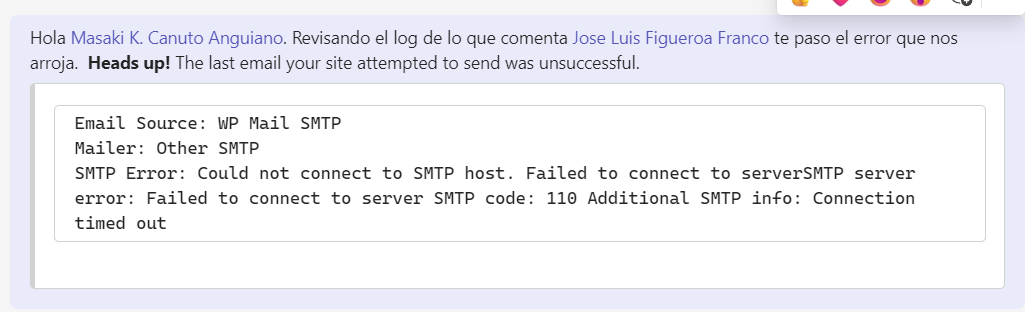 Hola Masaki K. Canuto Anguiano. Revisando el log de lo que comenta Jose Luis Figueroa Franco te paso el error que nos
arroja.  Heads up! The last email your site attempted to send was unsuccessful.
Email Source: WP Mail SMTP
Mailer: Other SMTP
SMTP Error: Could not connect to SMTP host. Failed to connect to serverSMTP server
error: Failed to connect to server SMTP code: 110 Additional SMTP info: Connection
timed out